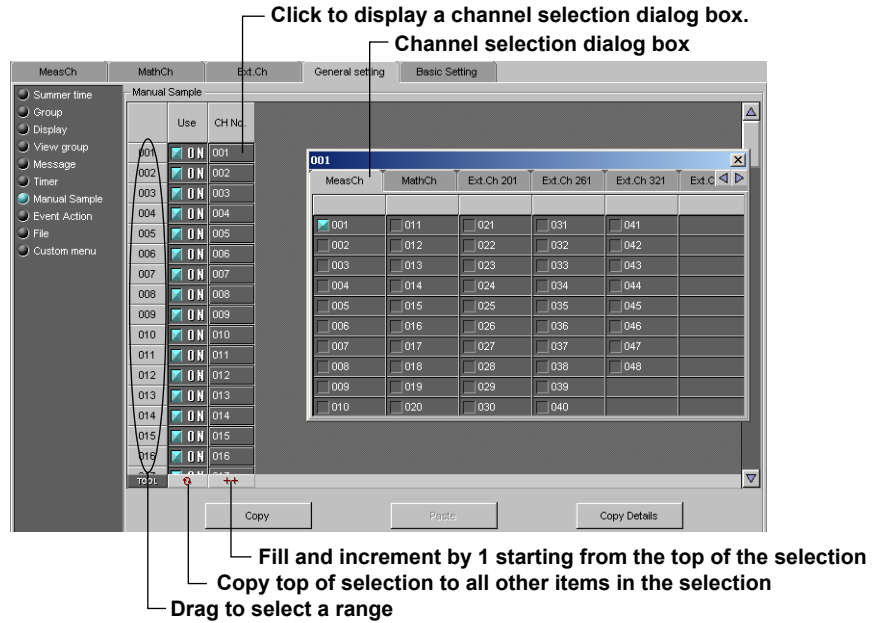 Click to display a channel selection dialog box.
Channel selection dialog box
MeasCh MathCh Ext.Ch General setting Basic Setting
Summer time
Group
Display
View group
Message
Timer
Manual Sample
Event Action
File
Custom menu
Manual Sample
Use CH No.
001 ON 001
002 ON 002
003 ON 003
004 ON 004
005 ON 005
006 ON 006
007 ON 007
008 ON 008
009 ON 009
010 ON 010
011 ON 011
012 ON 012
013 ON 013
014 ON 014
015 ON 015
016 ON 016
017 ON 017
TOOL ++
001
MeasCh MathCh Ext.Ch 201 Ext.Ch 261 Ext.Ch 321 Ext.C
001 011 021 031 041
002 012 022 032 042
003 013 023 033 043
004 014 024 034 044
005 015 025 035 045
006 016 026 036 046
007 017 027 037 047
008 018 028 038 048
009 019 029 039
010 020 030 040
Copy Paste Copy Details
Fill and increment by 1 starting from the top of the selection
Copy top of selection to all other items in the selection
Drag to select a range